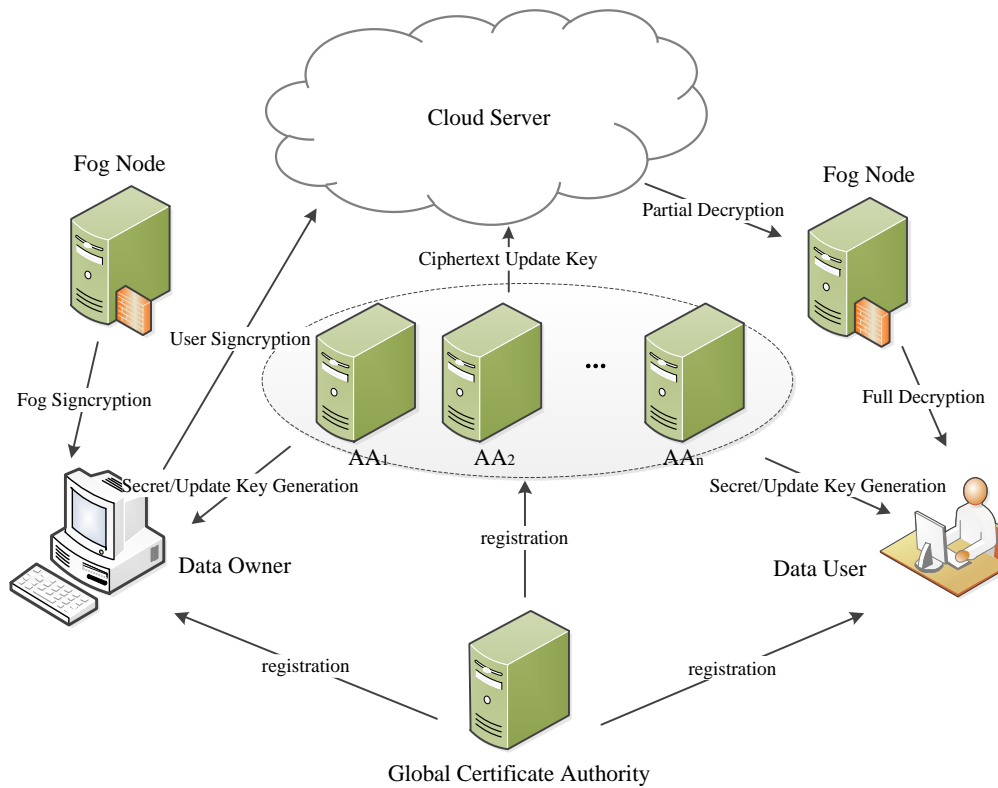 Cloud Server
Fog Node
Fog Node
Partial Decryption
Ciphertext Update Key
User Signcryption
...
Fog Signcryption
Full Decryption
AA1
AA2
AAn
Secret/Update Key Generation
Secret/Update Key Generation
registration
Data Owner
Data User
registration
registration
Global Certificate Authority